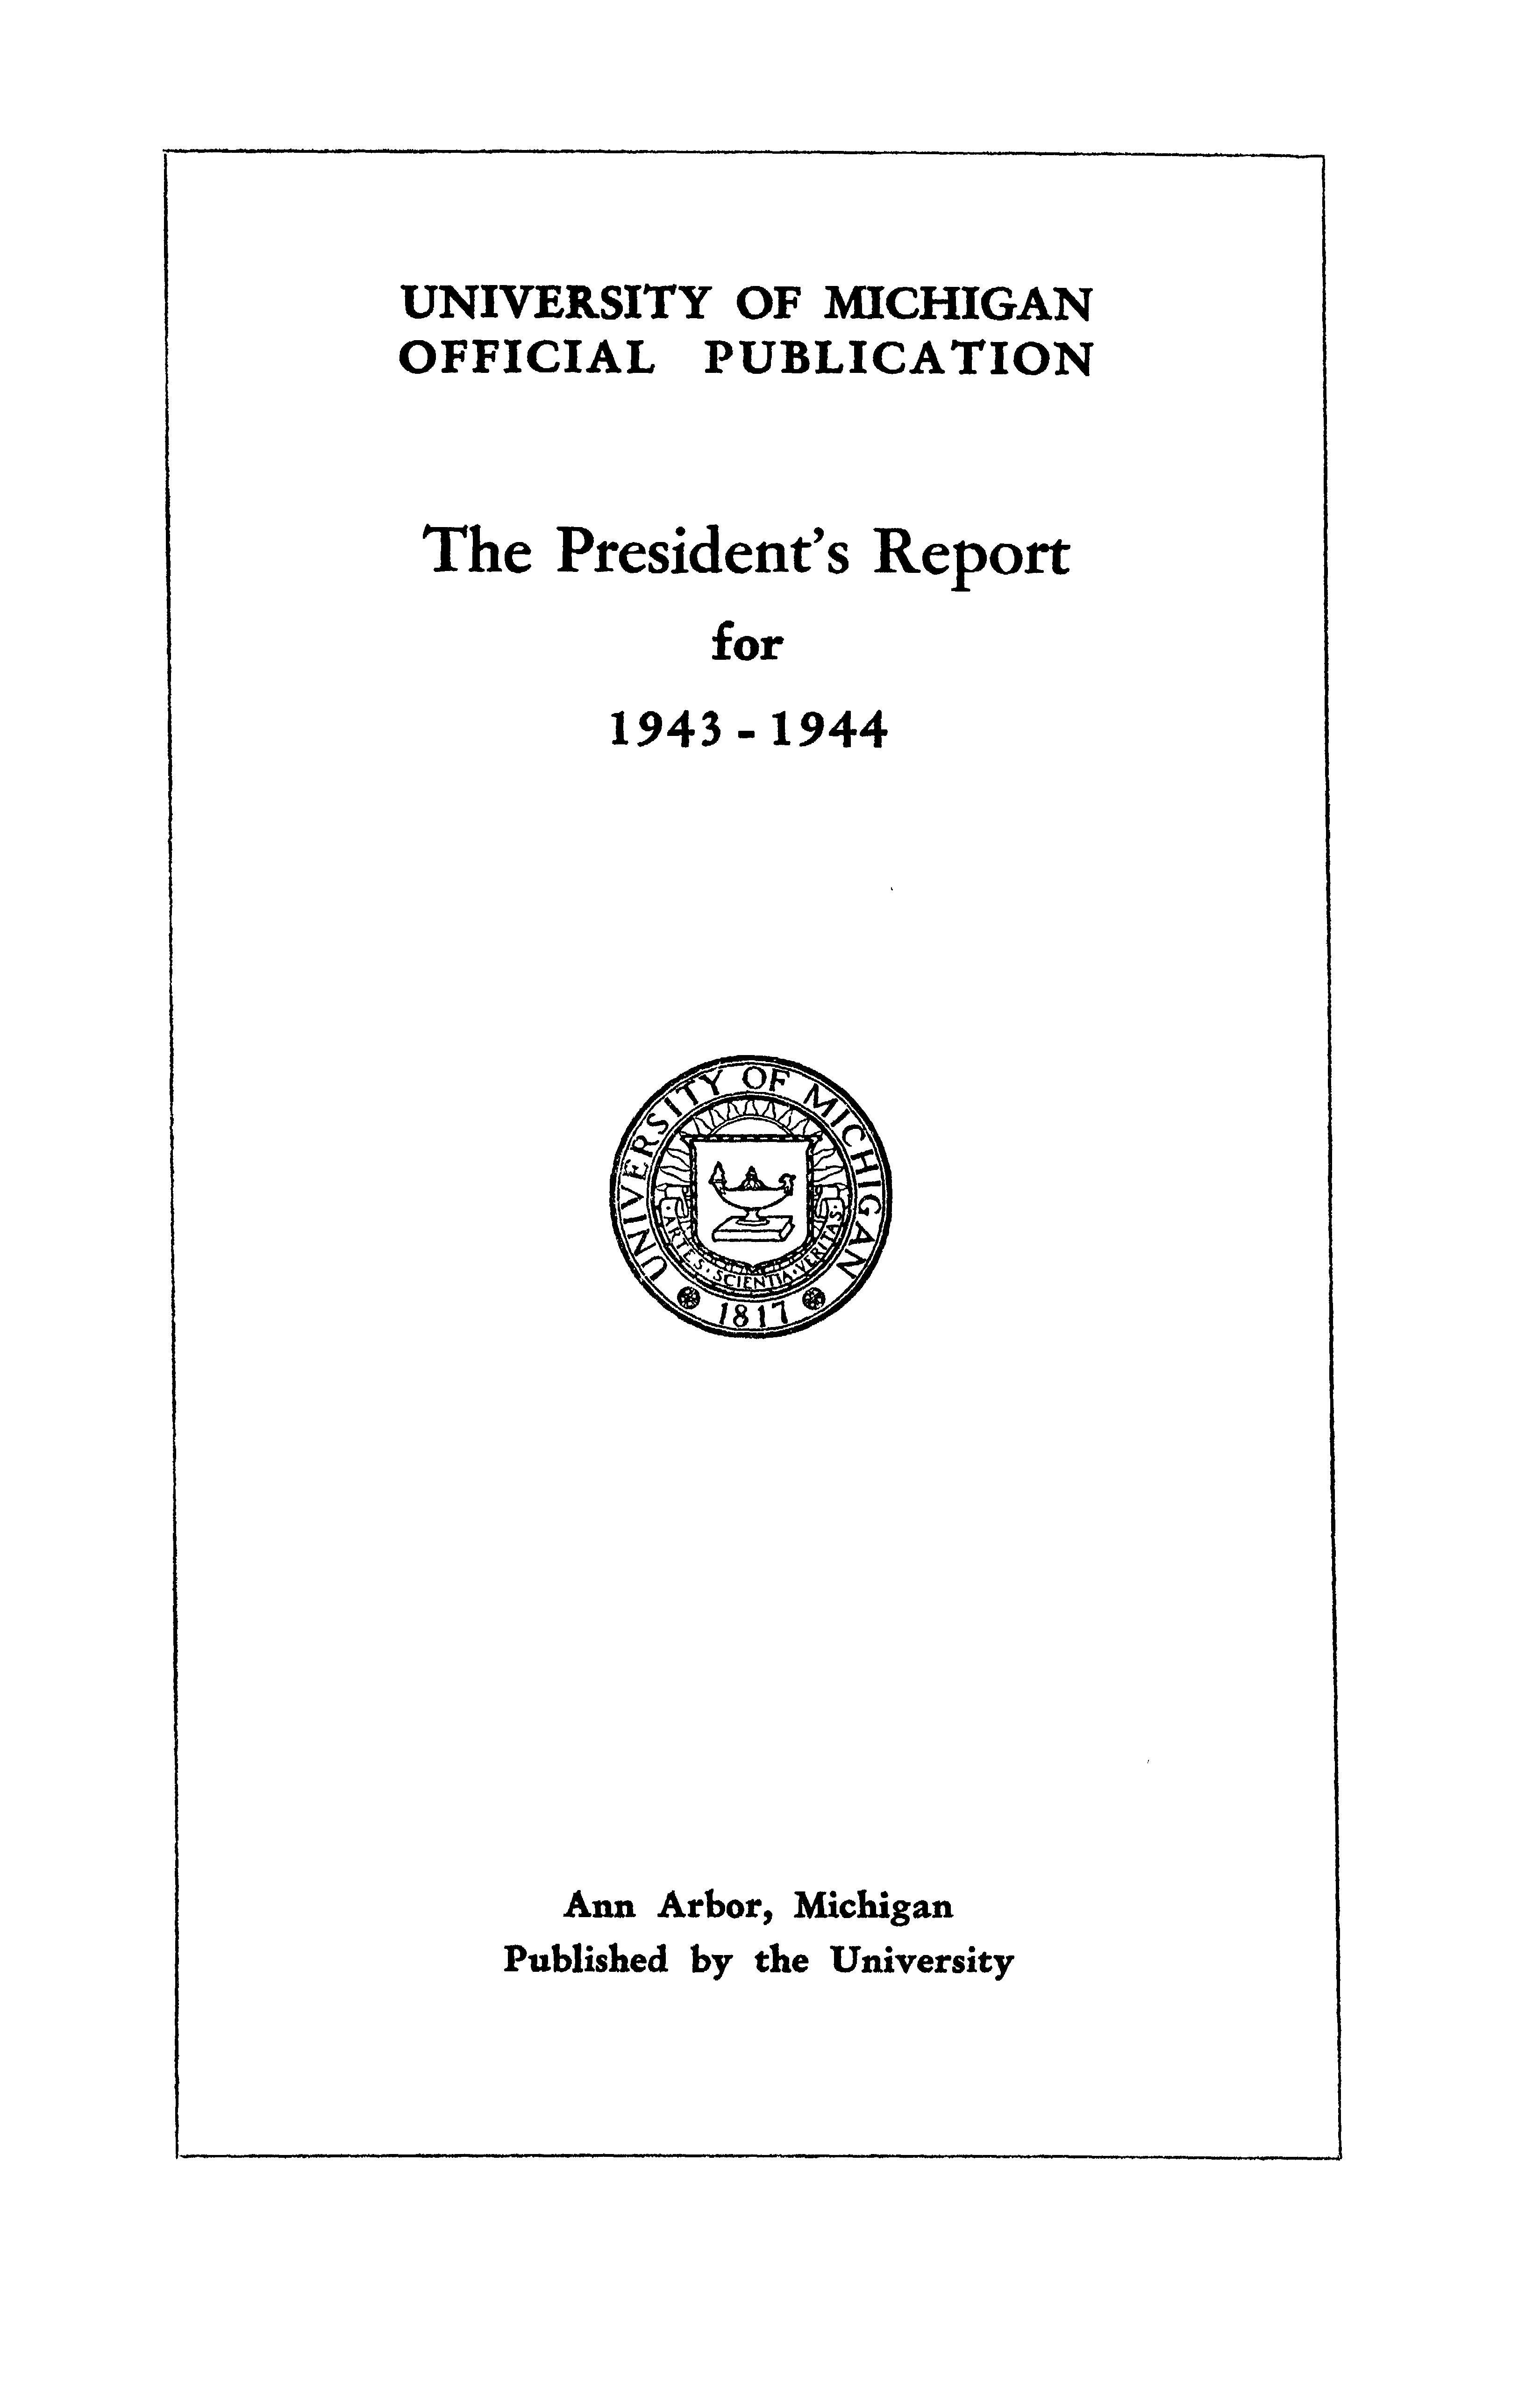 UNIVERSITY OF MICHIGAN
OFFICIAL PUBLICATION
The President's Report
for
1943 - 1944
UNIVERSITY OF MICHIGAN
ARTES · SCIENTIA · VERITAS
1817
Ann Arbor, Michigan
Published by the University